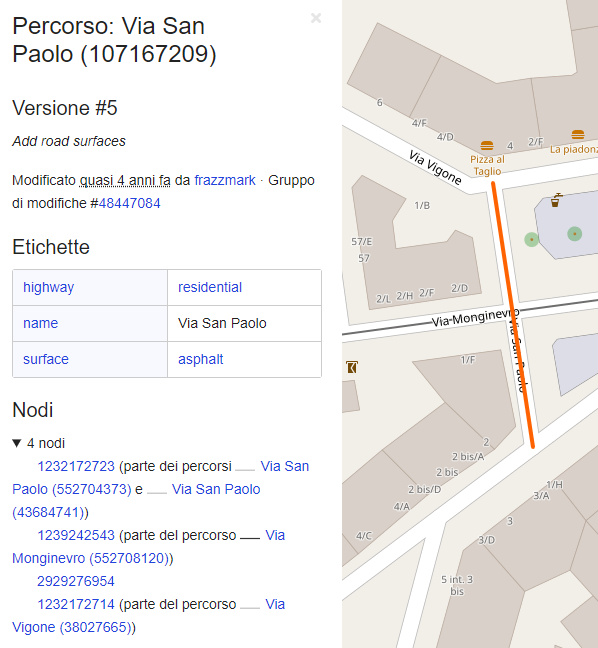 Percorso: Via San
Paolo (107167209)
×
Versione #5
Add road surfaces
Modificato quasi 4 anni fa da frazzmark · Gruppo
di modifiche #48447084
Etichette
highway residential
name Via San Paolo
surface asphalt
Nodi
▼ 4 nodi
1232172723 (parte dei percorsi Via San
Paolo (552704373) e Via San Paolo
(43684741))
1239242543 (parte del percorso Via
Monginevro (552708120))
2929276954
1232172714 (parte del percorso Via
Vigone (38027665))
6
4/F
4/D
4
2/F
Pizza al
Taglio
La piadonz
Via Vigone
1/B
57/E
57
2/L
2/H
2/F
2/D
Via Monginevro
Via San Paolo
1/F
2
2 bis/A
2 bis
2 bis/D
4/A
4/C
1/H
3/A
3
3/D
5 int. 3
bis